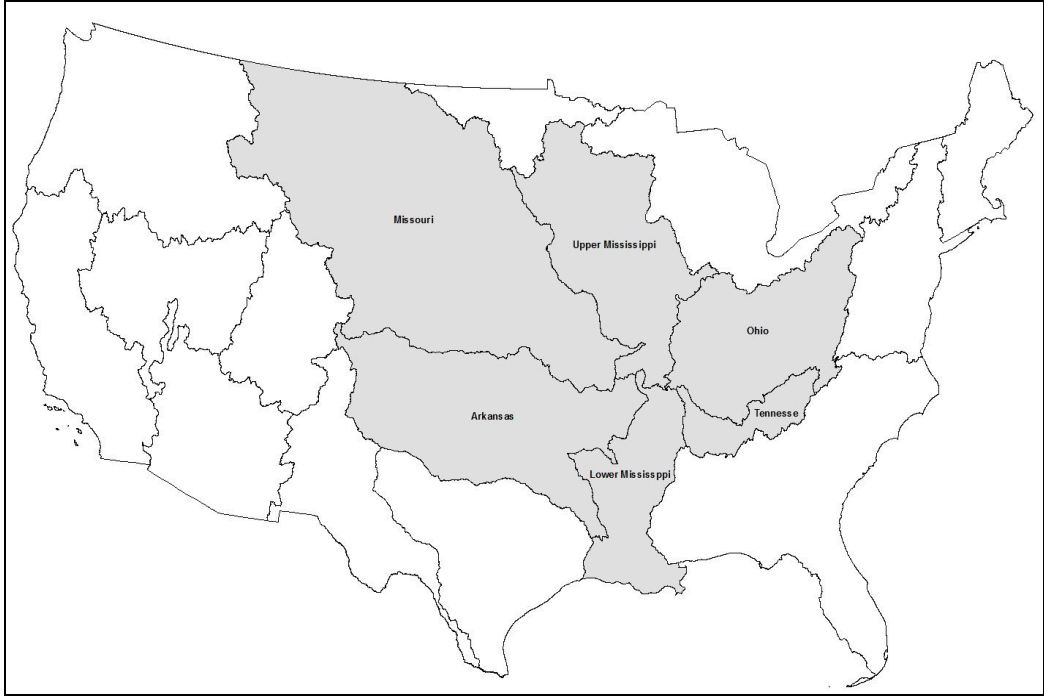 Missouri
Upper Mississippi
Ohio
Arkansas
Tennesse
Lower Mississppi